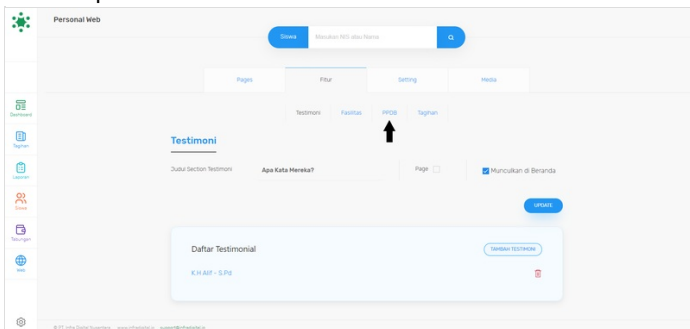 Personal Web
Siswa Masukan NIS atau Nama
Pages Fitur Setting Media
Testimoni Fasilitas PPDB Tagihan
Dashboard
Tagihan
Laporan
Siswa
Tabungan
Web
Testimoni
Judul Section Testimoni Apa Kata Mereka? Page Munculkan di Beranda
UPDATE
Daftar Testimonial TAMBAH TESTIMONI
K.H Alif - S.Pd